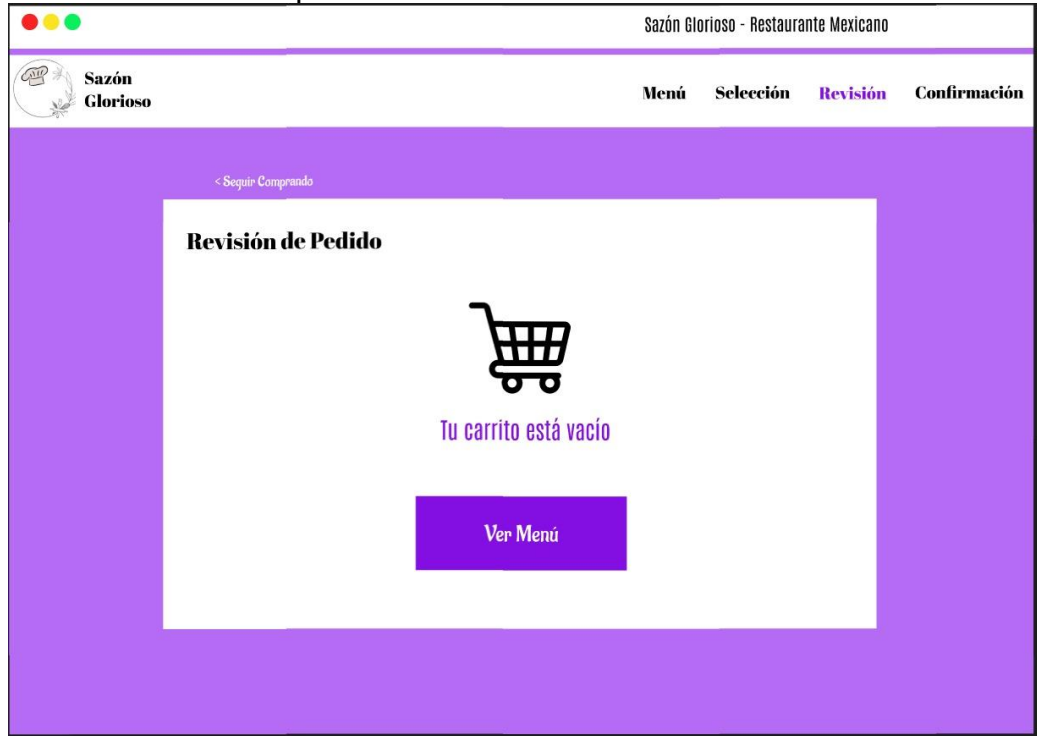 Sazón Glorioso - Restaurante Mexicano
Sazón
Glorioso
Menú Selección Revisión Confirmación
< Seguir Comprando
Revisión de Pedido
Tu carrito está vacío
Ver Menú